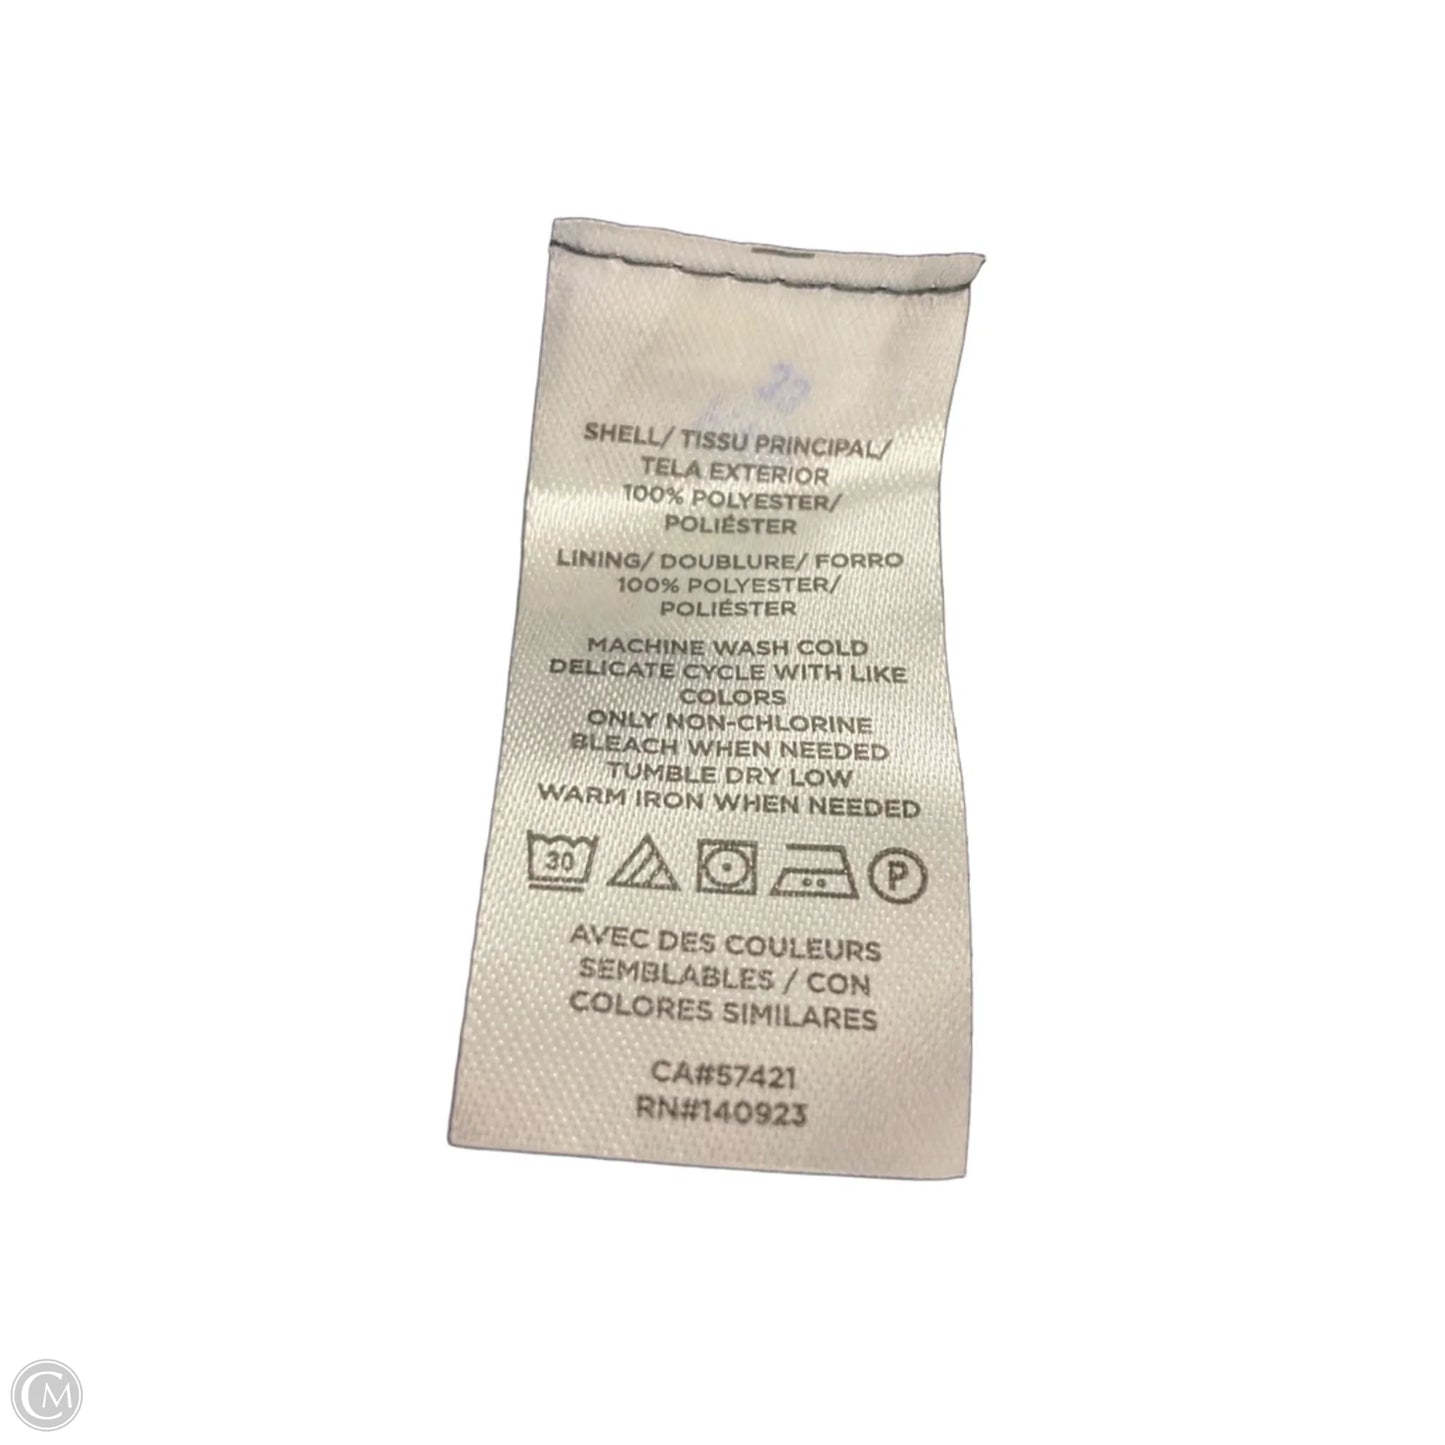 SHELL/ TISSU PRINCIPAL/
TELA EXTERIOR
100% POLYESTER/
POLIÉSTER
LINING/ DOUBLURE/ FORRO
100% POLYESTER/
POLIÉSTER
MACHINE WASH COLD
DELICATE CYCLE WITH LIKE
COLORS
ONLY NON-CHLORINE
BLEACH WHEN NEEDED
TUMBLE DRY LOW
WARM IRON WHEN NEEDED
30 P
AVEC DES COULEURS
SEMBLABLES / CON
COLORES SIMILARES
CA#57421
RN#140923
CM